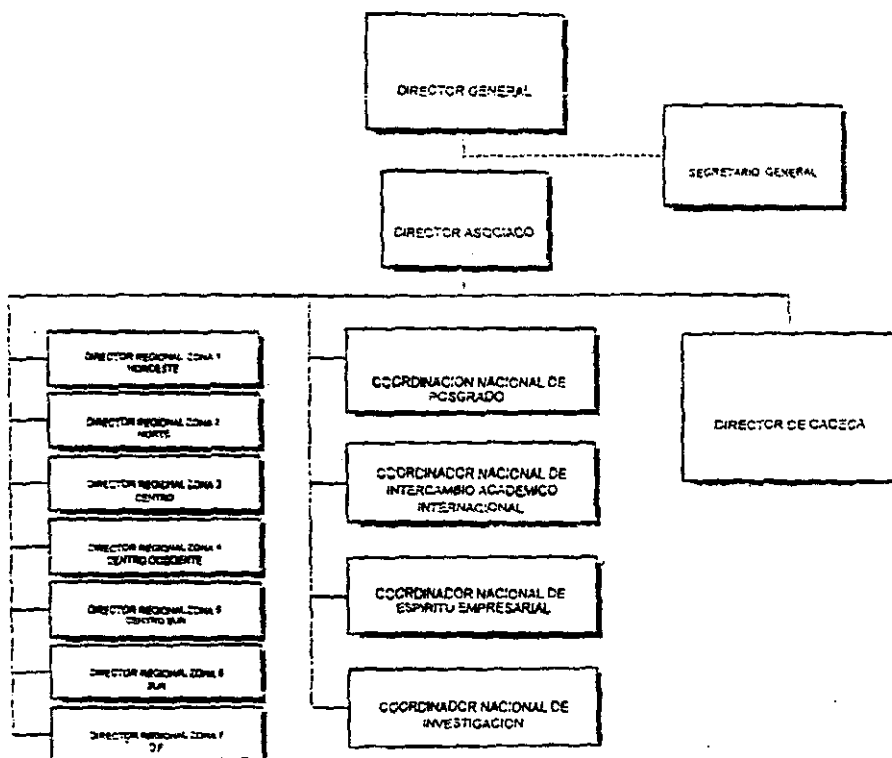 DIRECTOR GENERAL
SECRETARIO GENERAL
DIRECTOR ASOCIADO
DIRECTOR REGIONAL ZONA 1
NOROESTE
DIRECTOR REGIONAL ZONA 2
NORTE
DIRECTOR REGIONAL ZONA 3
CENTRO
DIRECTOR REGIONAL ZONA 4
CENTRO OCCIDENTE
DIRECTOR REGIONAL ZONA 5
CENTRO SUR
DIRECTOR REGIONAL ZONA 6
SUR
DIRECTOR REGIONAL ZONA 7
D.F
COORDINACION NACIONAL DE
POSGRADO
COORDINADOR NACIONAL DE
INTERCAMBIO ACADEMICO
INTERNACIONAL
COORDINADOR NACIONAL DE
ESPIRITU EMPRESARIAL
COORDINADOR NACIONAL DE
INVESTIGACION
DIRECTOR DE